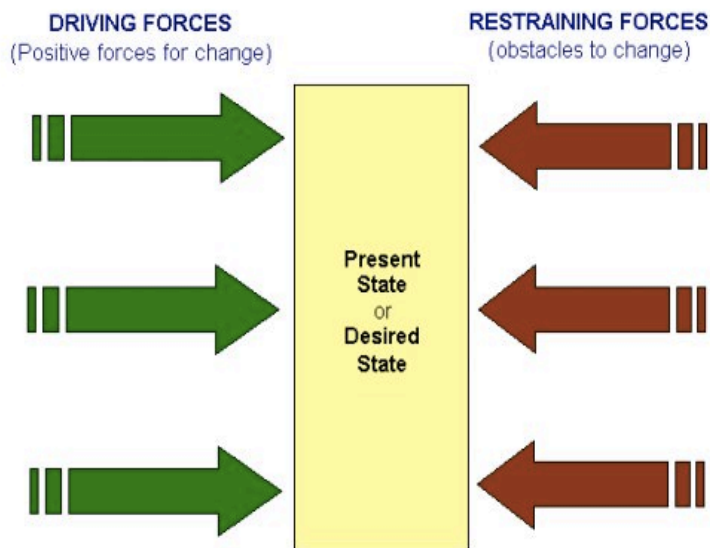 DRIVING FORCES
(Positive forces for change)
RESTRAINING FORCES
(obstacles to change)
Present
State
or
Desired
State